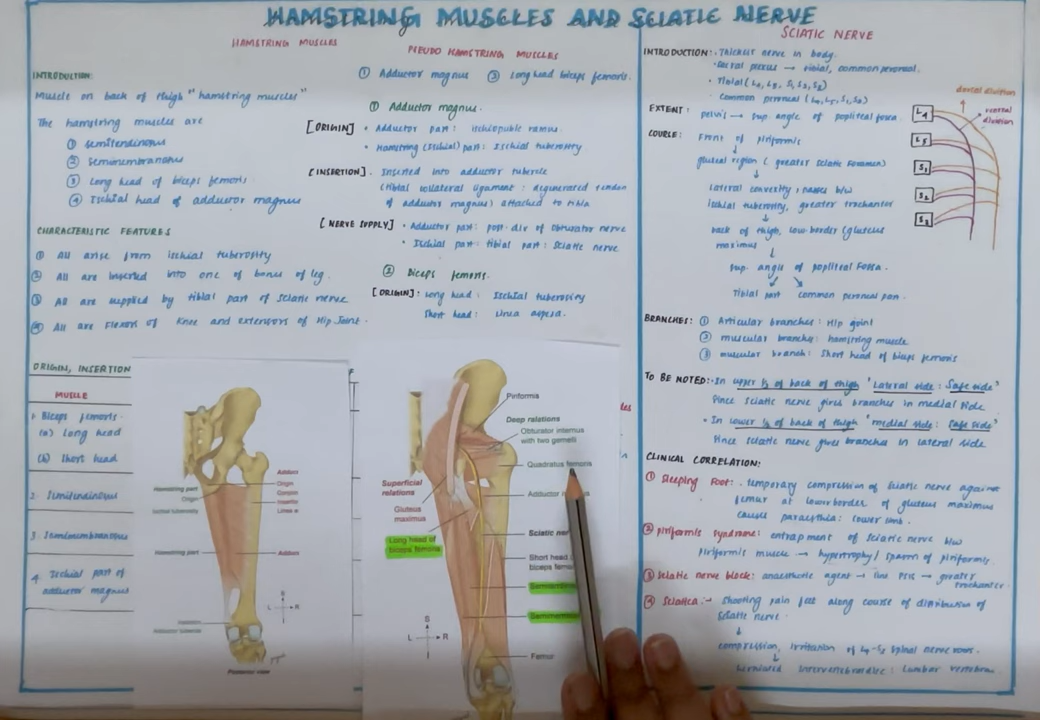 HAMSTRING MUSCLES AND SCIATIC NERVE
HAMSTRING MUSCLES
INTRODUCTION:
Muscle on back of thigh "hamstring muscles"
The hamstring muscles are
① Semitendinosus
② Semimembranosus
③ Long head of biceps femoris
④ Ischial head of adductor magnus
CHARACTERISTIC FEATURES
① All arise from ischial tuberosity
② All are inserted into one of bones of leg.
③ All are supplied by tibial part of sciatic nerve
④ All are flexors of knee and extensors of Hip Joint.
ORIGIN, INSERTION
MUSCLE
1. Biceps femoris.
(a) Long head
(b) Short head
2. Semitendinosus
3. Semimembranosus
4. Ischial part of
adductor magnus
PSEUDO HAMSTRING MUSCLES
① Adductor magnus ② Long head biceps femoris.
① Adductor magnus.
[ORIGIN] • Adductor part: ischiopubic ramus.
• Hamstring (Ischial) part: Ischial tuberosity
[INSERTION]. Inserted into adductor tubercle
(tibial collateral ligament: degenerated tendon
of adductor magnus) attached to tibia
[NERVE SUPPLY] • Adductor part: post. div of obturator nerve
• Ischial part: tibial part: Sciatic nerve
② Biceps femoris.
[ORIGIN]: Long head: Ischial tuberosity
Short head: Linea aspera.
Hamstring part
Origin
Ischial tuberosity
Hamstring part
Insertion
Adductor tubercle
Origin
L R
Posterior view
Piriformis
Deep relations
Obturator internus
with two gemelli
Quadratus femoris
Superficial
relations
Gluteus
maximus
Long head of
biceps femoris
Sciatic
Short head
biceps
Femur
S
L R
I
SCIATIC NERVE
INTRODUCTION: • Thickest nerve in body.
• Sacral plexus → tibial, common peroneal.
• Tibial (L4, L5, S1, S2, S3)
• Common peroneal (L4, L5, S1, S2)
EXTENT: pelvis → sup. angle of popliteal fossa.
COURSE: Front of piriformis
↓
gluteal region (greater sciatic foramen)
↓
lateral convexity, passes b/w
ischial tuberosity, greater trochanter
↓
back of thigh, low. border (gluteus
maximus
↓
sup. angle of popliteal fossa.
Tibial part common peroneal part.
dorsal division
ventral
division
L4
L5
S1
S2
S3
BRANCHES: ① Articular branches: Hip joint
② muscular branches: hamstring muscle
③ muscular branch: Short head of biceps femoris
TO BE NOTED: • In upper ⅓ of back of thigh "Lateral side: Safe side"
Since sciatic nerve gives branches in medial side.
• In lower ⅓ of back of thigh "medial side: Safe side"
Since sciatic nerve gives branches in lateral side
CLINICAL CORRELATION:
① Sleeping Foot: . temporary compression of sciatic nerve against
femur at lower border of gluteus maximus
causes paraesthia: lower limb.
② piriformis syndrome: entrapment of sciatic nerve b/w
piriformis muscle → hypertrophy/spasm of piriformis.
③ Sciatic nerve block: anaesthetic agent → line PSIS → greater
trochanter.
④ Sciatica:- shooting pain felt along course of distribution of
sciatic nerve.
↓
compression, irritation of L4-S2 spinal nerve roots.
↓
herniated intervertebral disc: Lumbar vertebra.